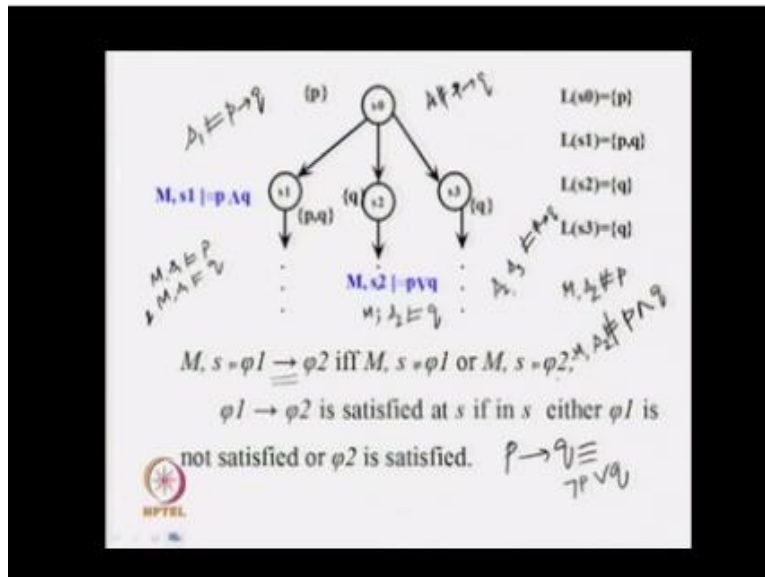 {p}
s0
L(s0)={p}
L(s1)={p,q}
M, s1 |=p∧q
s1
{p,q}
{q}
s2
s3
{q}
L(s2)={q}
L(s3)={q}
M, s2 |=p∨q
M, s ⊨ φ1 → φ2 iff M, s ⊭ φ1 or M, s ⊨ φ2,
φ1 → φ2 is satisfied at s if in s either φ1 is
not satisfied or φ2 is satisfied.
p → q ≡
¬p ∨ q
NPTEL